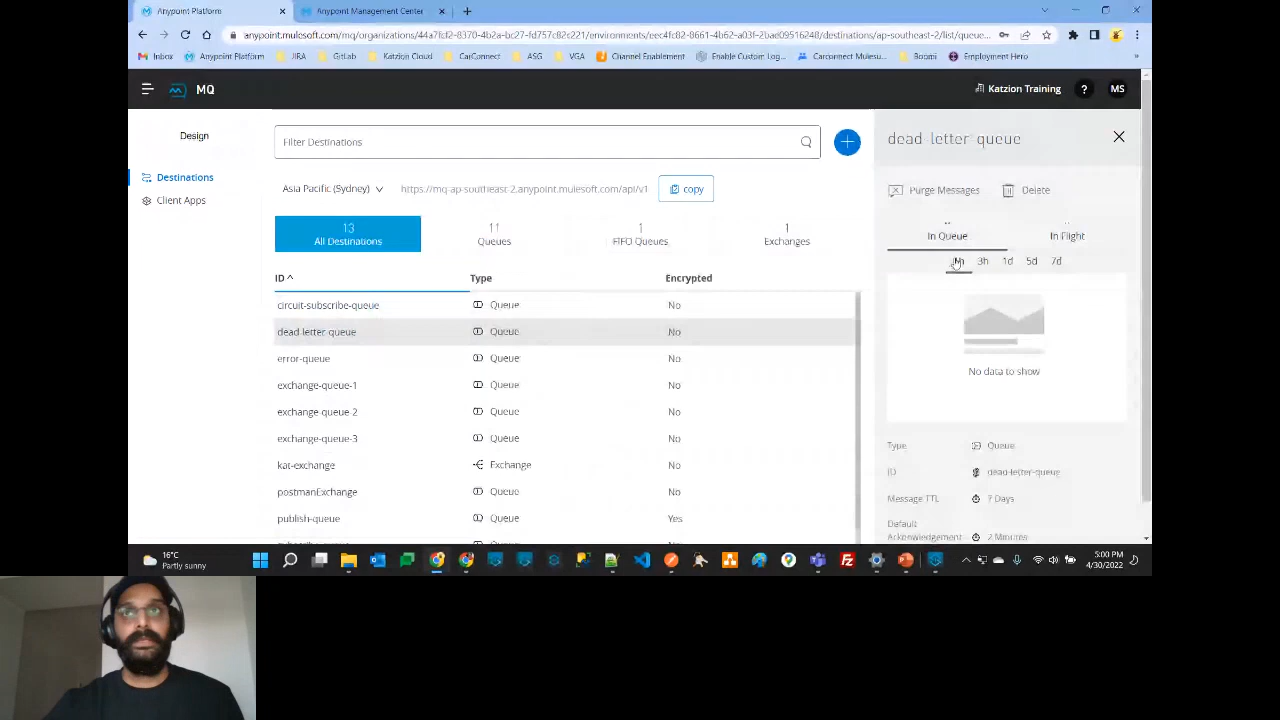 Anypoint Platform
Anypoint Management Center
anypoint.mulesoft.com/mq/organizations/44a7fcf2-8370-4b2a-bc27-fd757c82c221/environments/eec4fc82-8661-4b62-a03f-2bad09516248/destinations/ap-southeast-2/list/queue...
Inbox
Anypoint Platform
JIRA
GitLab
Katzion Cloud
CarConnect
ASG
VGA
Channel Enablement
Enable Custom Log...
Carconnect Mulesof...
Boomi
Employment Hero
»
MQ
Katzion Training
?
MS
Design
Destinations
Client Apps
Filter Destinations
Asia Pacific (Sydney)
https://mq-ap-southeast-2.anypoint.mulesoft.com/api/v1
copy
13
All Destinations
11
Queues
1
FIFO Queues
1
Exchanges
ID
Type
Encrypted
circuit-subscribe-queue Queue No
dead-letter-queue Queue No
error-queue Queue No
exchange-queue-1 Queue No
exchange-queue-2 Queue No
exchange-queue-3 Queue No
kat-exchange Exchange No
postmanExchange Queue No
publish-queue Queue Yes
dead-letter-queue
Purge Messages
Delete
In Queue
In Flight
3h 1d 5d 7d
No data to show
Type Queue
ID dead-letter-queue
Message TTL 7 Days
Default
Acknowledgement 2 Minutes
16°C
Partly sunny
5:00 PM
4/30/2022